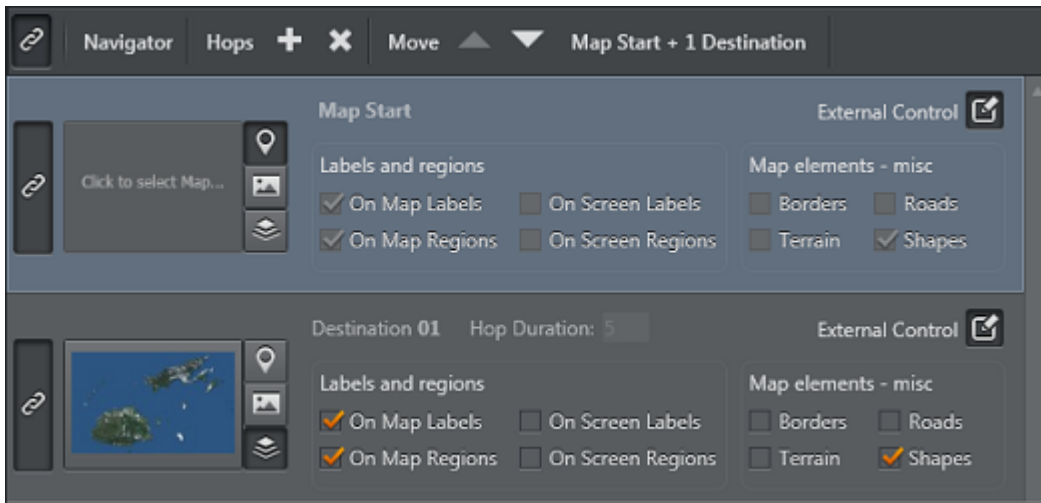 Navigator Hops Move Map Start + 1 Destination
Map Start External Control
Click to select Map...
Labels and regions Map elements - misc
On Map Labels On Screen Labels Borders Roads
On Map Regions On Screen Regions Terrain Shapes
Destination 01 Hop Duration: 5 External Control
Labels and regions Map elements - misc
On Map Labels On Screen Labels Borders Roads
On Map Regions On Screen Regions Terrain Shapes